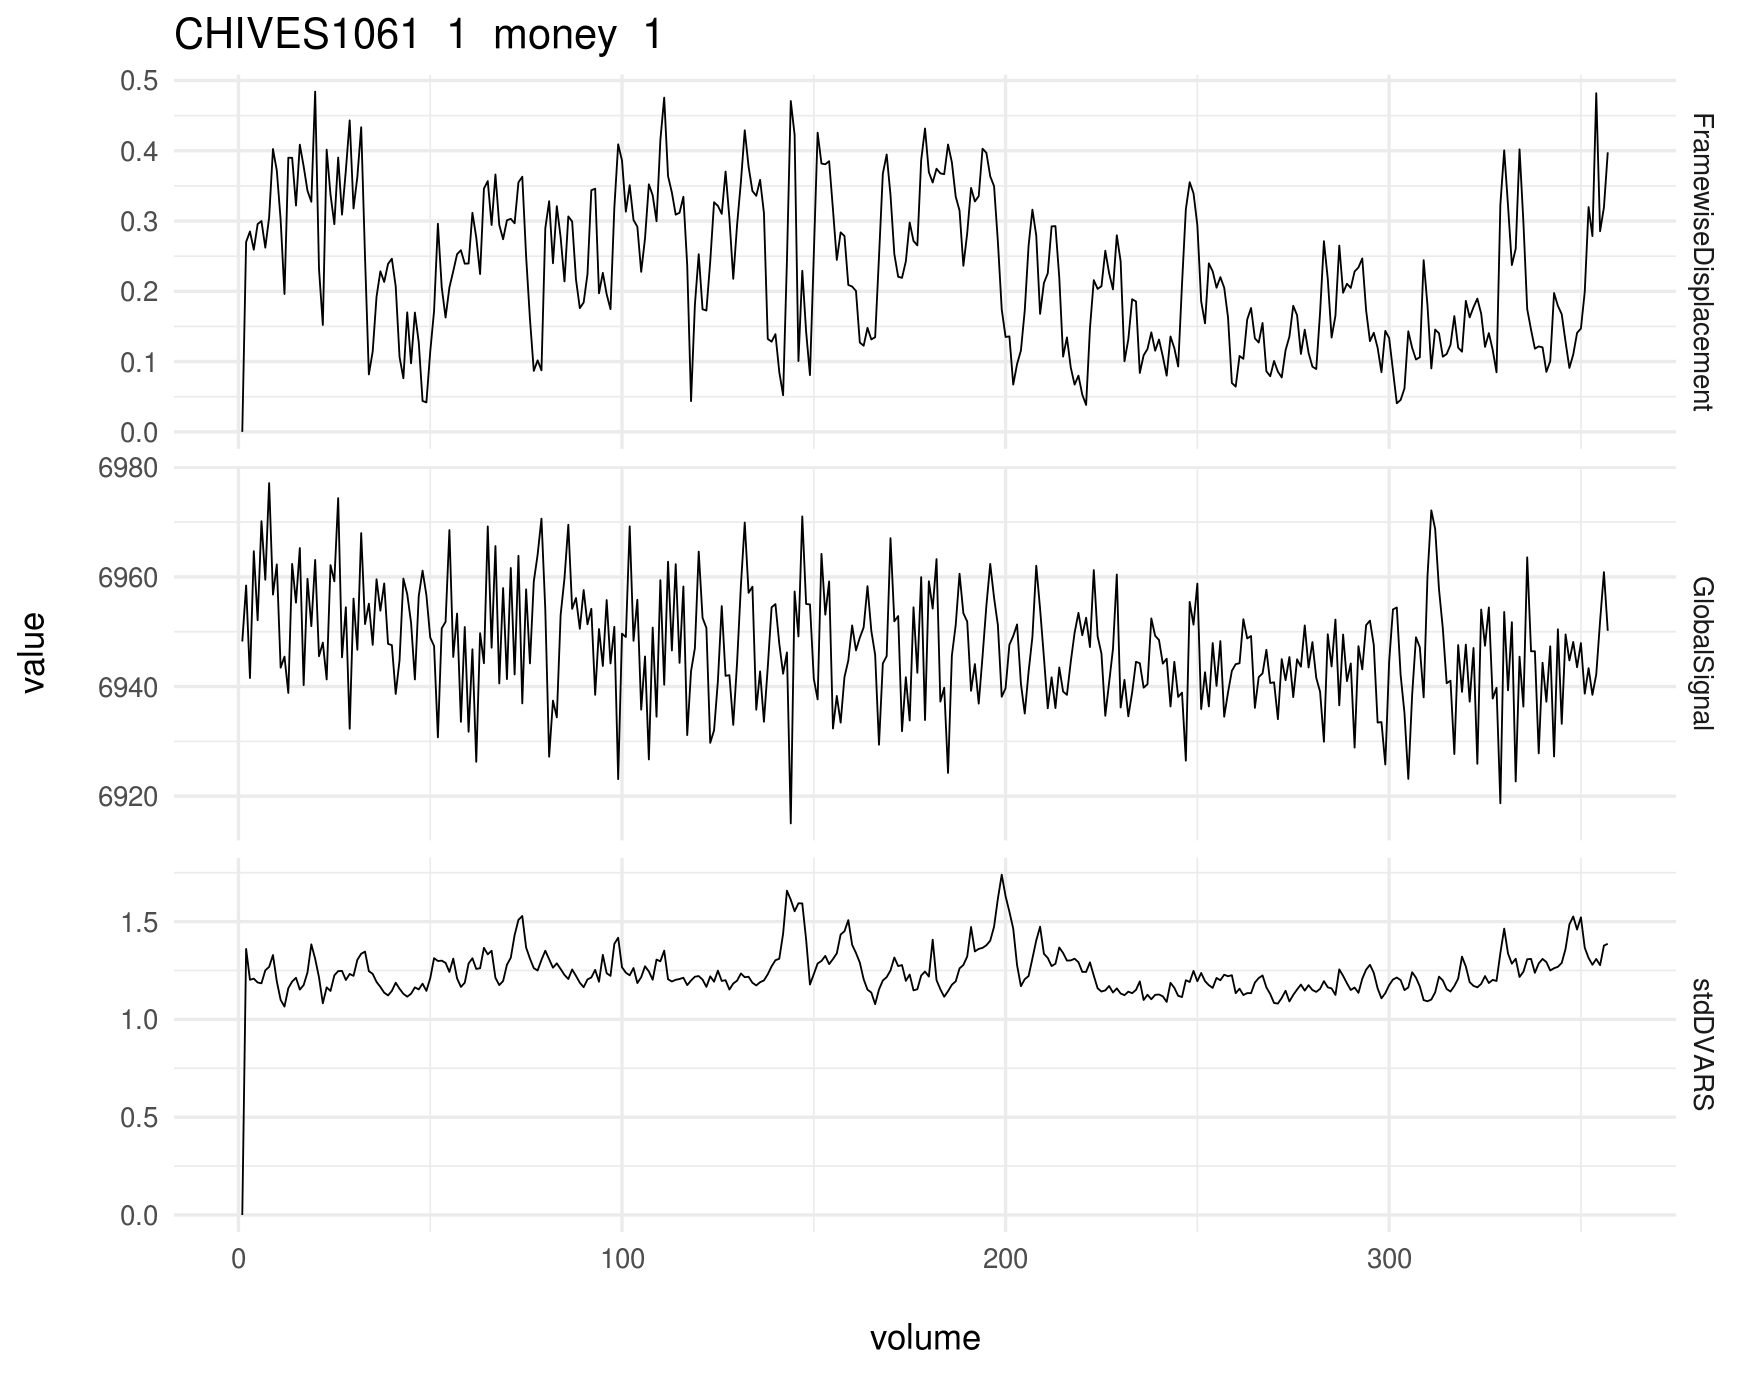 CHIVES1061 1 money 1
0.5
0.4
0.3
0.2
0.1
0.0
FramewiseDisplacement
6980
6960
6940
6920
GlobalSignal
value
1.5
1.0
0.5
0.0
stdDVARS
0 100 200 300
volume